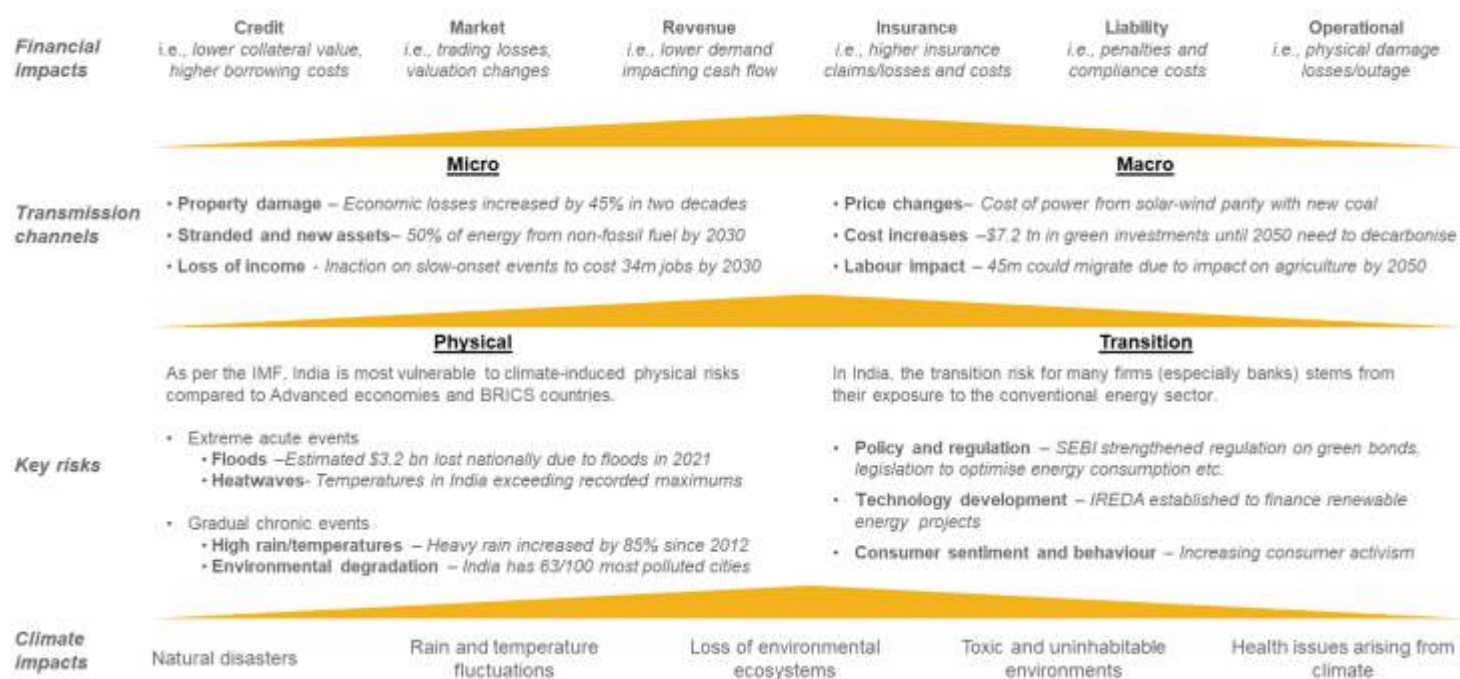 Financial impacts
Credit
i.e., lower collateral value,
higher borrowing costs
Market
i.e., trading losses,
valuation changes
Revenue
i.e., lower demand
impacting cash flow
Insurance
i.e., higher insurance
claims/losses and costs
Liability
i.e., penalties and
compliance costs
Operational
i.e., physical damage
losses/outage
Transmission
channels
Micro
• Property damage – Economic losses increased by 45% in two decades
• Stranded and new assets– 50% of energy from non-fossil fuel by 2030
• Loss of income - Inaction on slow-onset events to cost 34m jobs by 2030
Macro
• Price changes– Cost of power from solar-wind parity with new coal
• Cost increases –$7.2 tn in green investments until 2050 need to decarbonise
• Labour impact – 45m could migrate due to impact on agriculture by 2050
Key risks
Physical
As per the IMF, India is most vulnerable to climate-induced physical risks
compared to Advanced economies and BRICS countries.
• Extreme acute events
• Floods –Estimated $3.2 bn lost nationally due to floods in 2021
• Heatwaves- Temperatures in India exceeding recorded maximums
• Gradual chronic events
• High rain/temperatures – Heavy rain increased by 85% since 2012
• Environmental degradation – India has 63/100 most polluted cities
Transition
In India, the transition risk for many firms (especially banks) stems from
their exposure to the conventional energy sector.
• Policy and regulation – SEBI strengthened regulation on green bonds,
legislation to optimise energy consumption etc.
• Technology development – IREDA established to finance renewable
energy projects
• Consumer sentiment and behaviour – Increasing consumer activism
Climate
impacts
Natural disasters
Rain and temperature
fluctuations
Loss of environmental
ecosystems
Toxic and uninhabitable
environments
Health issues arising from
climate